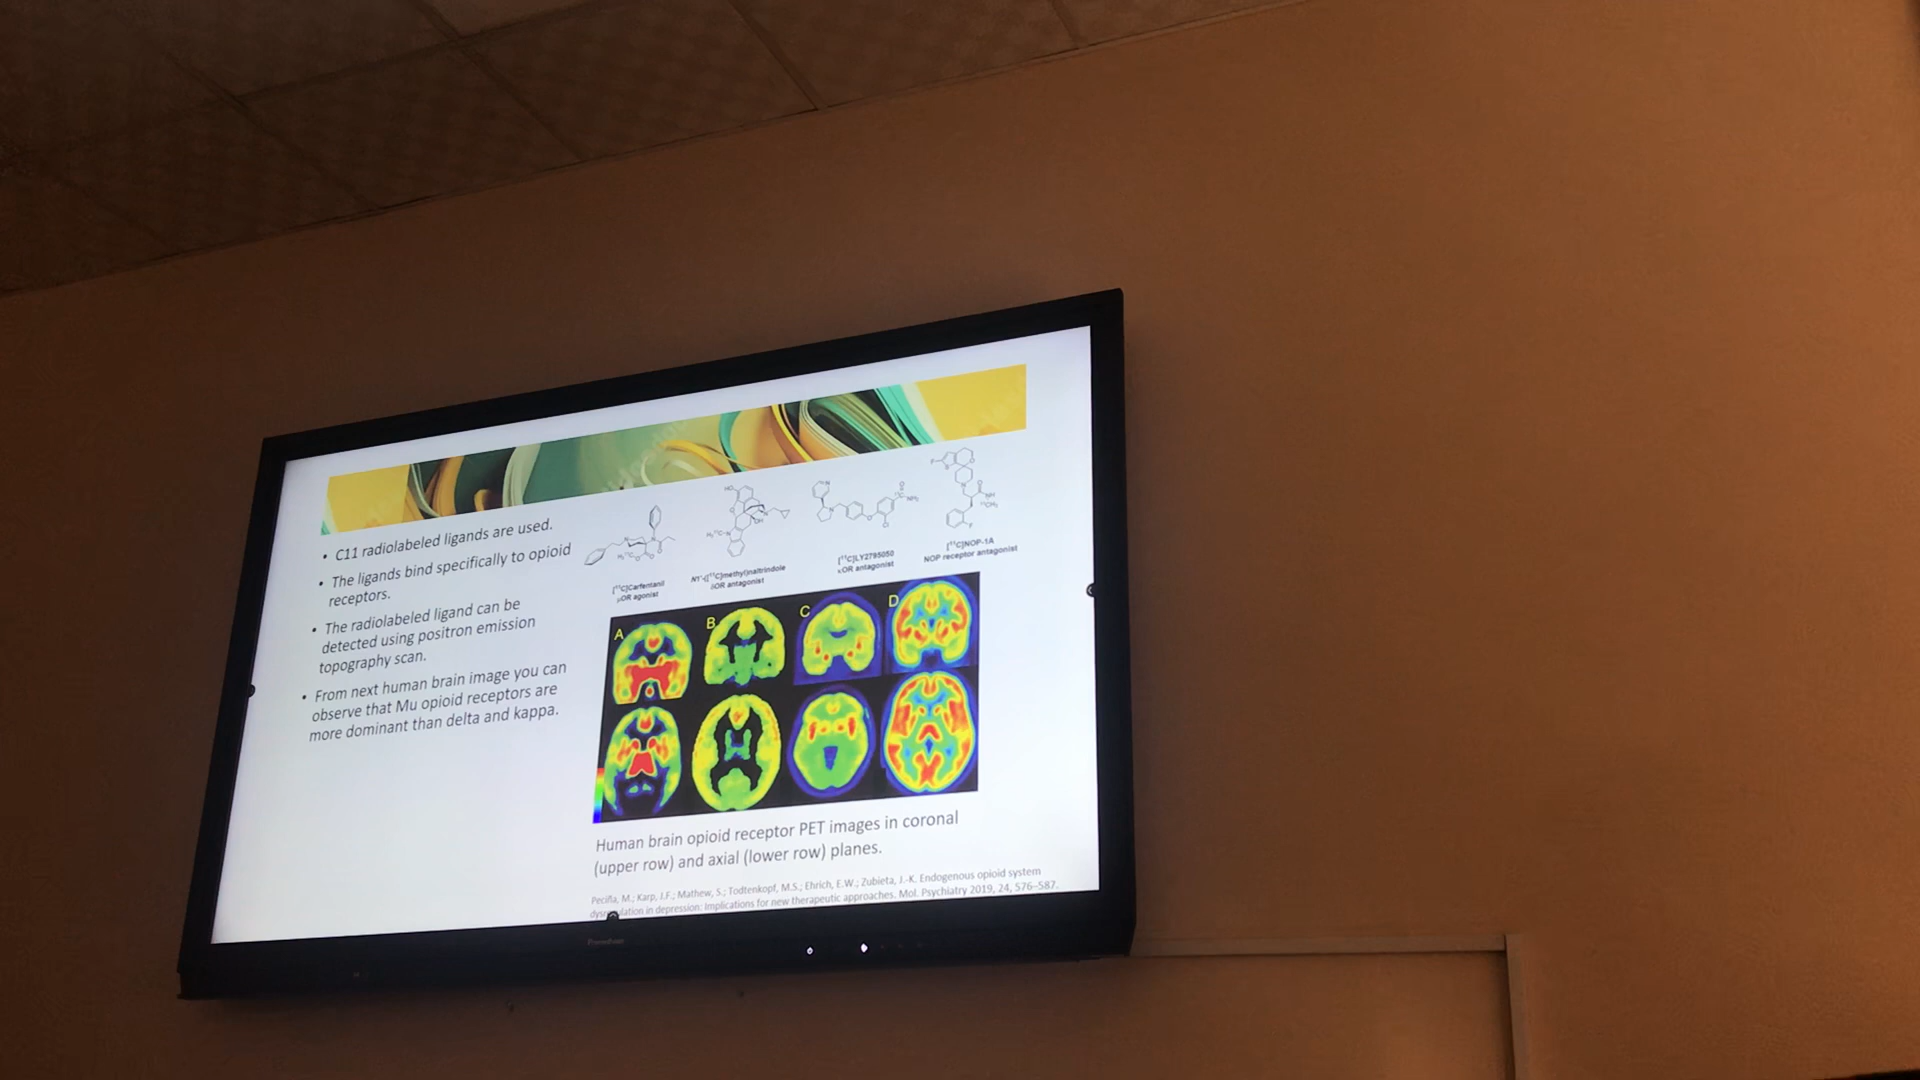 • C11 radiolabeled ligands are used.
• The ligands bind specifically to opioid
receptors.
• The radiolabeled ligand can be
detected using positron emission
topography scan.
• From next human brain image you can
observe that Mu opioid receptors are
more dominant than delta and kappa.
[¹¹C]Carfentanil
μOR agonist
N1'-([¹¹C]methyl)naltrindole
δOR antagonist
[¹¹C]LY2795050
κOR antagonist
[¹¹C]NOP-1A
NOP receptor antagonist
A
B
C
D
Human brain opioid receptor PET images in coronal
(upper row) and axial (lower row) planes.
Peciña, M.; Karp, J.F.; Mathew, S.; Todtenkopf, M.S.; Ehrich, E.W.; Zubieta, J.-K. Endogenous opioid system
in depression: Implications for new therapeutic approaches. Mol. Psychiatry 2019, 24, 576–587.
Promethean